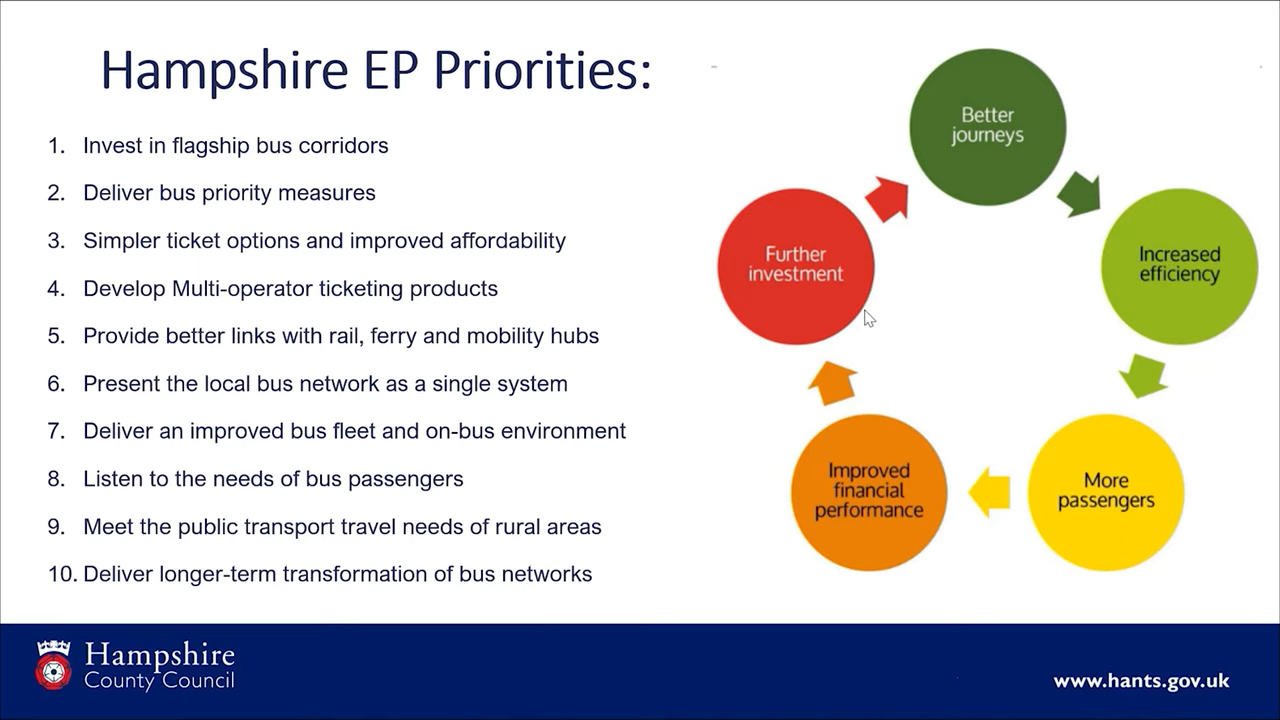 Hampshire EP Priorities:
1. Invest in flagship bus corridors
2. Deliver bus priority measures
3. Simpler ticket options and improved affordability
4. Develop Multi-operator ticketing products
5. Provide better links with rail, ferry and mobility hubs
6. Present the local bus network as a single system
7. Deliver an improved bus fleet and on-bus environment
8. Listen to the needs of bus passengers
9. Meet the public transport travel needs of rural areas
10. Deliver longer-term transformation of bus networks
Better
journeys
Increased
efficiency
More
passengers
Improved
financial
performance
Further
investment
Hampshire
County Council
www.hants.gov.uk